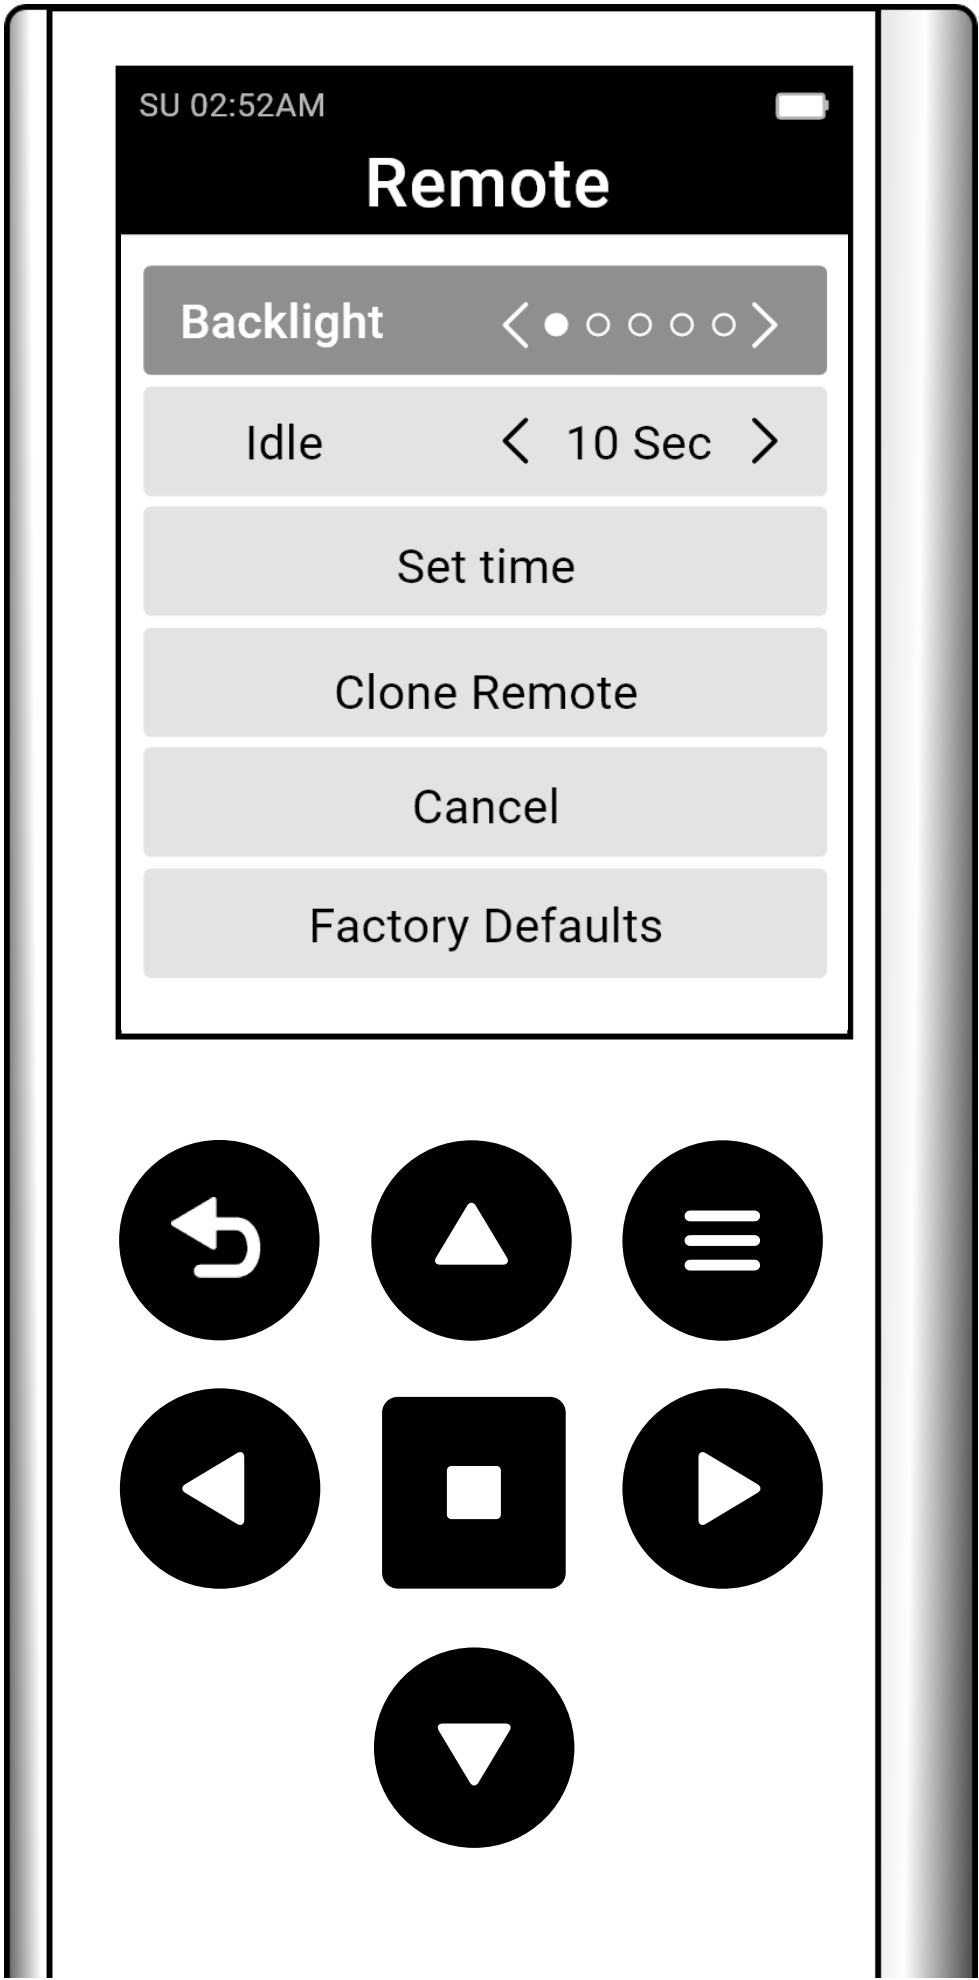 SU 02:52AM
Remote
Backlight
Idle 10 Sec
Set time
Clone Remote
Cancel
Factory Defaults